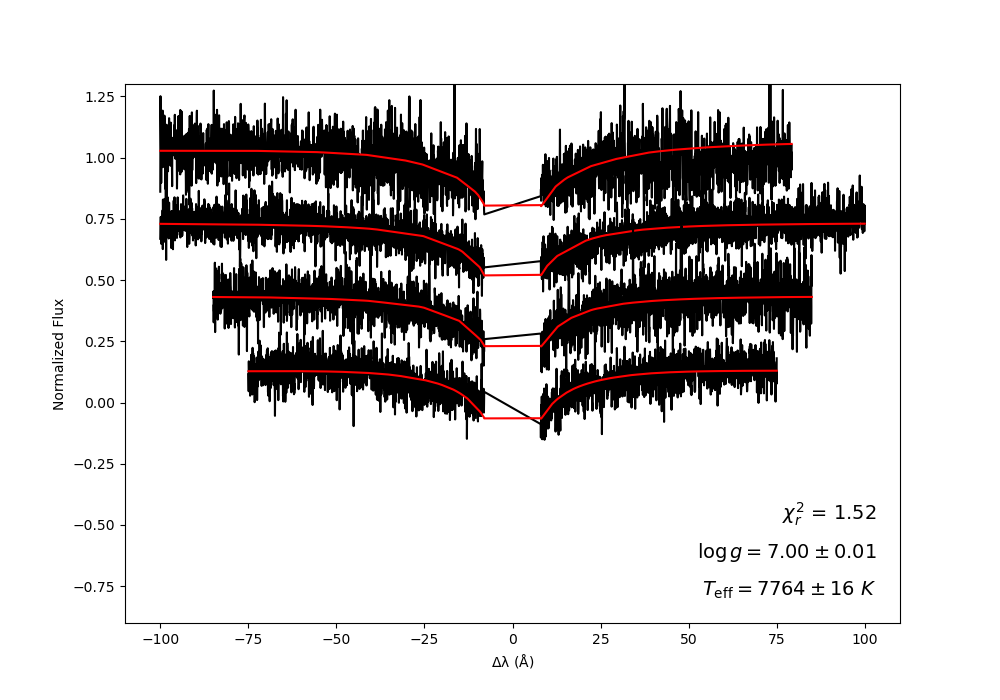 1.25
1.00
0.75
0.50
0.25
0.00
−0.25
−0.50
−0.75
Normalized Flux
χ²ᵣ = 1.52
log g = 7.00 ± 0.01
T_eff = 7764 ± 16 K
−100 −75 −50 −25 0 25 50 75 100
Δλ (Å)